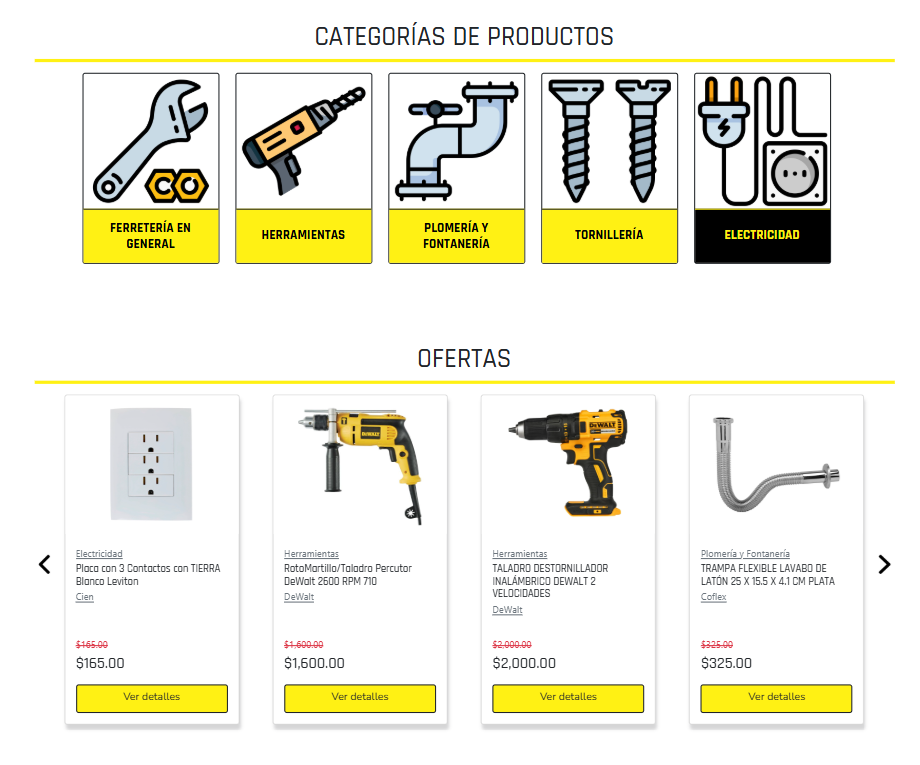 CATEGORÍAS DE PRODUCTOS
FERRETERÍA EN
GENERAL
HERRAMIENTAS
PLOMERÍA Y
FONTANERÍA
TORNILLERÍA
ELECTRICIDAD
OFERTAS
DEWALT
DEWALT
Electricidad
Placa con 3 Contactos con TIERRA
Blanco Leviton
Cien
$165.00
$165.00
Ver detalles
Herramientas
RotoMartillo/Taladro Percutor
DeWalt 2600 RPM 710
DeWalt
$1,600.00
$1,600.00
Ver detalles
Herramientas
TALADRO DESTORNILLADOR
INALÁMBRICO DEWALT 2
VELOCIDADES
DeWalt
$2,000.00
$2,000.00
Ver detalles
Plomería y Fontanería
TRAMPA FLEXIBLE LAVABO DE
LATÓN 25 X 15.5 X 4.1 CM PLATA
Coflex
$325.00
$325.00
Ver detalles